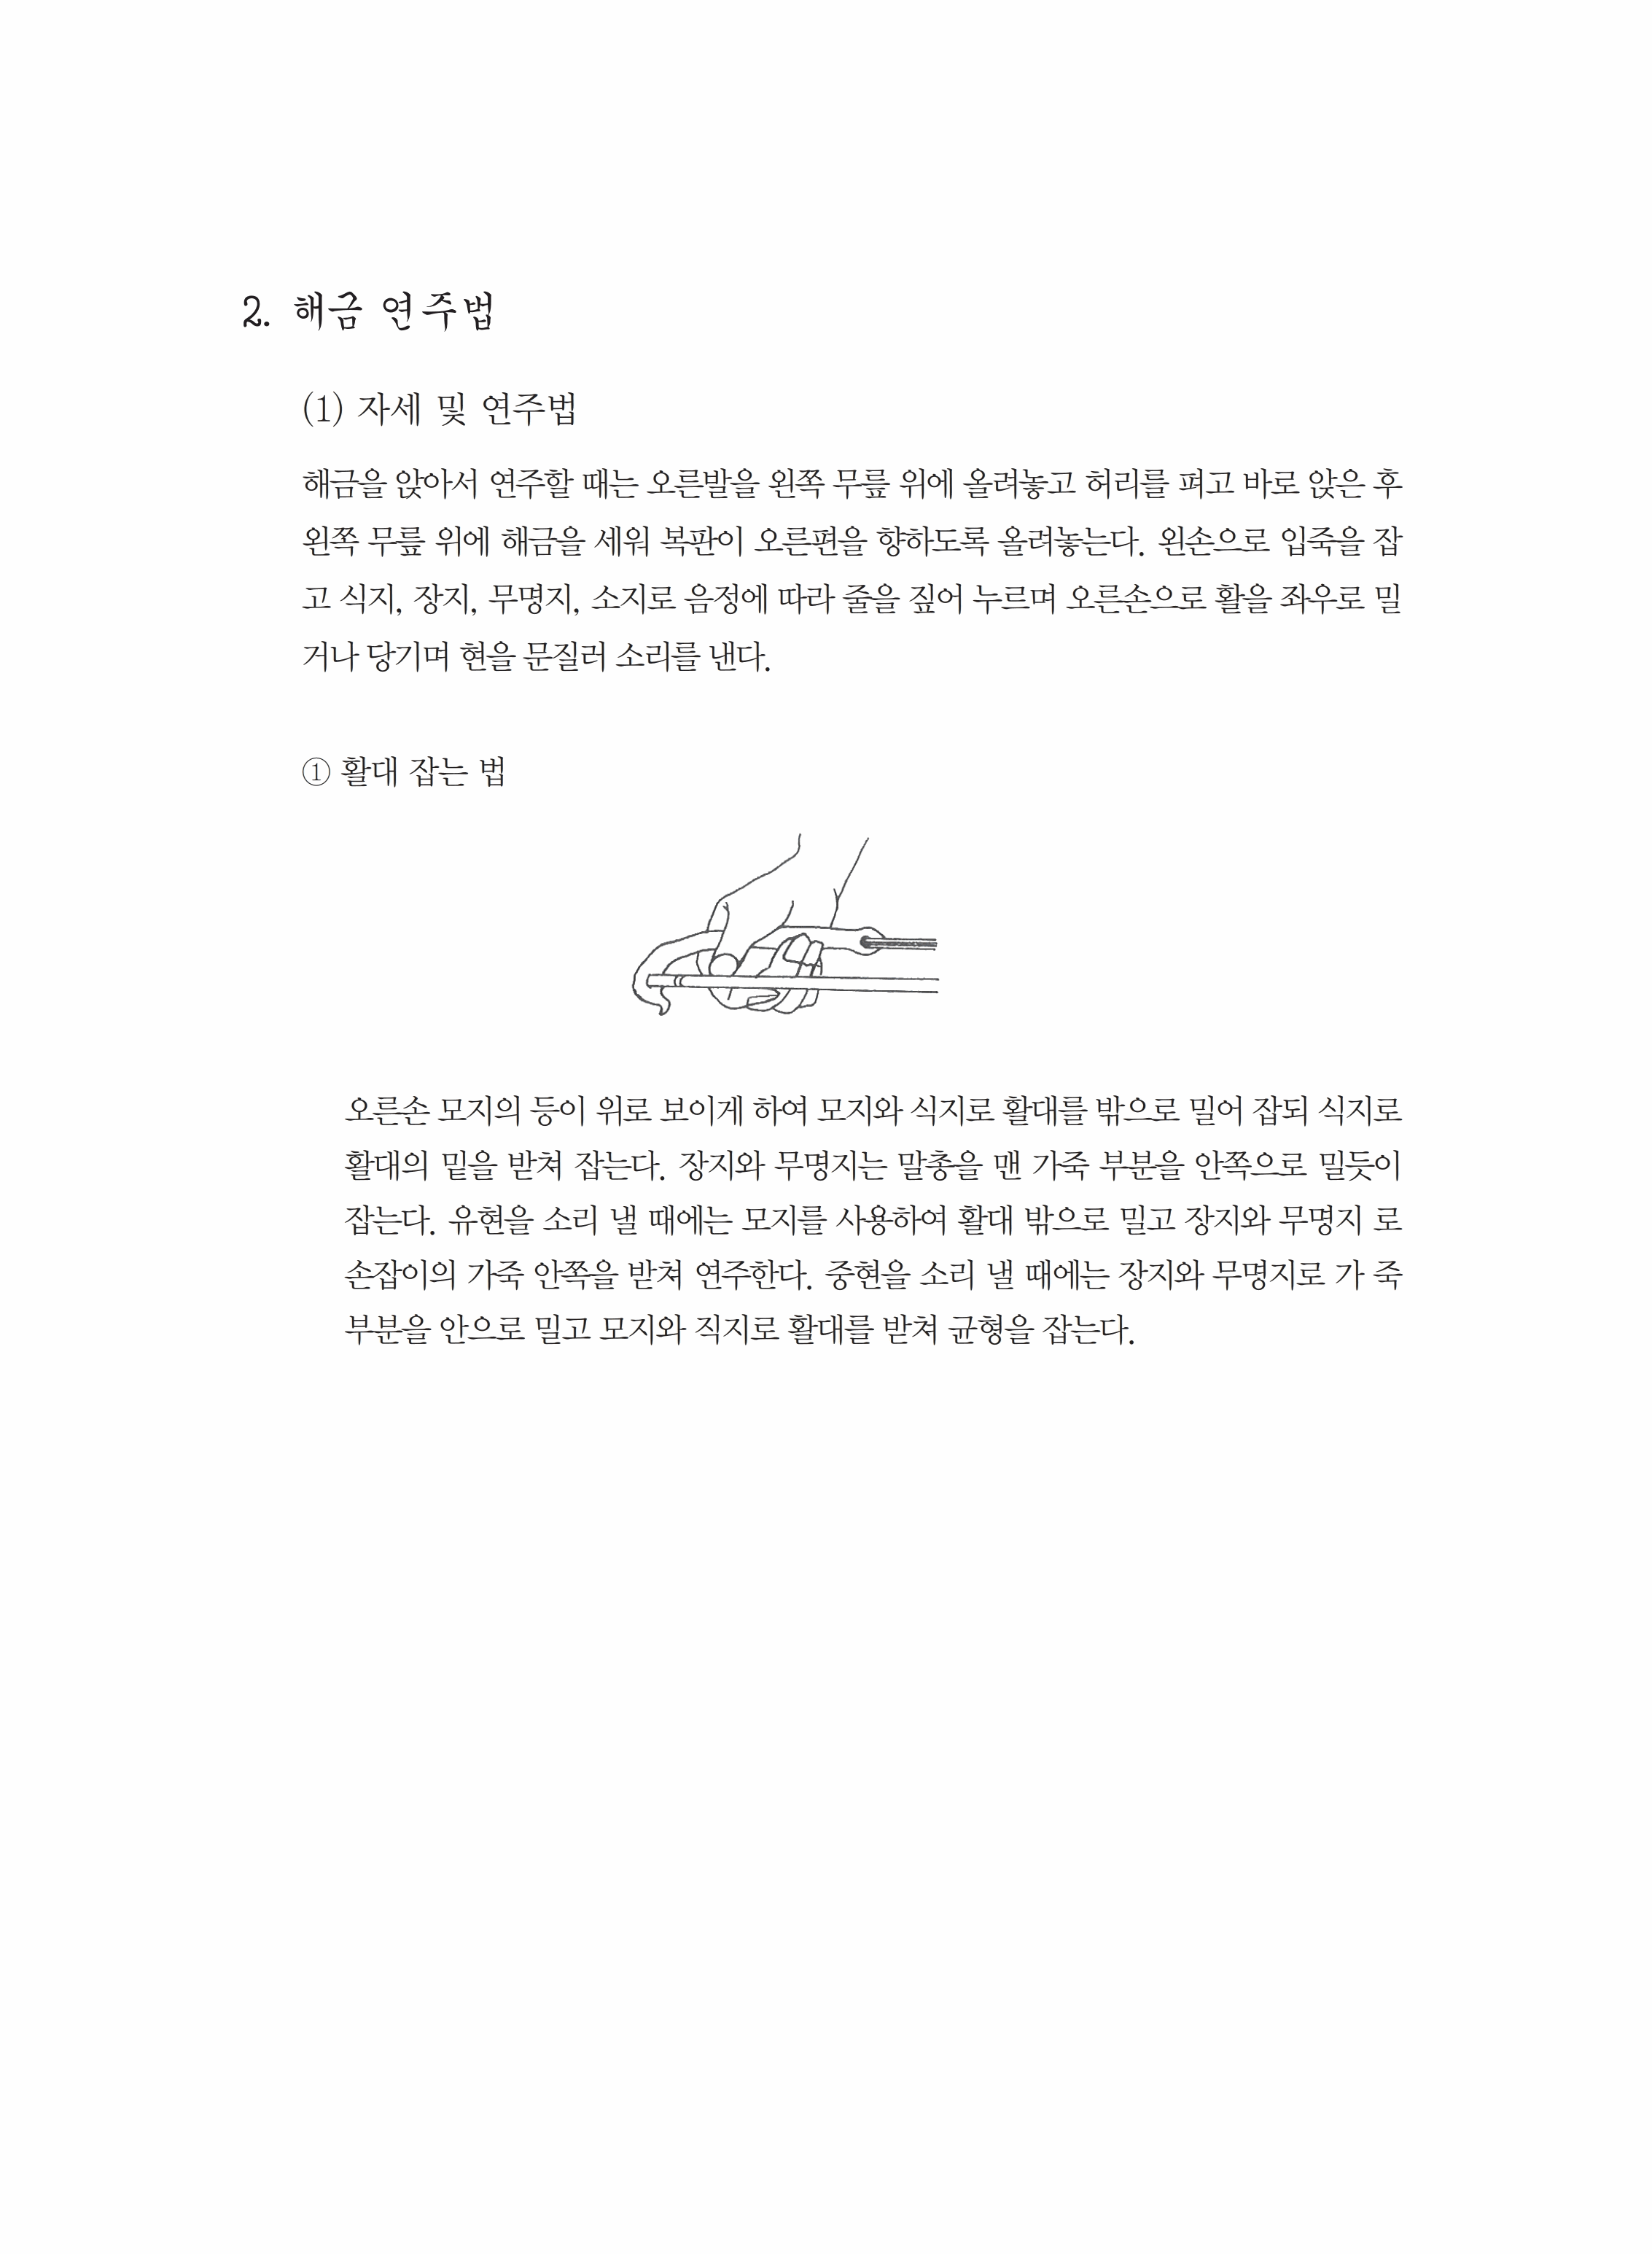 2. 해금 연주법
(1) 자세 및 연주법
해금을 앉아서 연주할 때는 오른발을 왼쪽 무릎 위에 올려놓고 허리를 펴고 바로 앉은 후
왼쪽 무릎 위에 해금을 세워 복판이 오른편을 향하도록 올려놓는다. 왼손으로 입죽을 잡
고 식지, 장지, 무명지, 소지로 음정에 따라 줄을 짚어 누르며 오른손으로 활을 좌우로 밀
거나 당기며 현을 문질러 소리를 낸다.
① 활대 잡는 법
오른손 모지의 등이 위로 보이게 하여 모지와 식지로 활대를 밖으로 밀어 잡되 식지로
활대의 밑을 받쳐 잡는다. 장지와 무명지는 말총을 맨 가죽 부분을 안쪽으로 밀듯이
잡는다. 유현을 소리 낼 때에는 모지를 사용하여 활대 밖으로 밀고 장지와 무명지 로
손잡이의 가죽 안쪽을 받쳐 연주한다. 중현을 소리 낼 때에는 장지와 무명지로 가 죽
부분을 안으로 밀고 모지와 직지로 활대를 받쳐 균형을 잡는다.